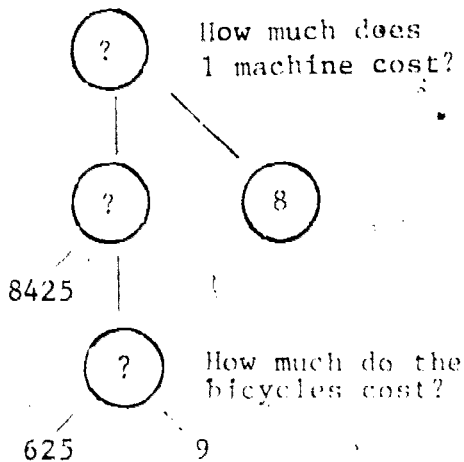 ?
How much does
1 machine cost?
?
8
8425
?
How much do the
bicycles cost?
625
9